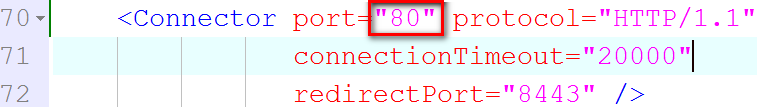 70 <Connector port="80" protocol="HTTP/1.1"
71 connectionTimeout="20000"
72 redirectPort="8443" />